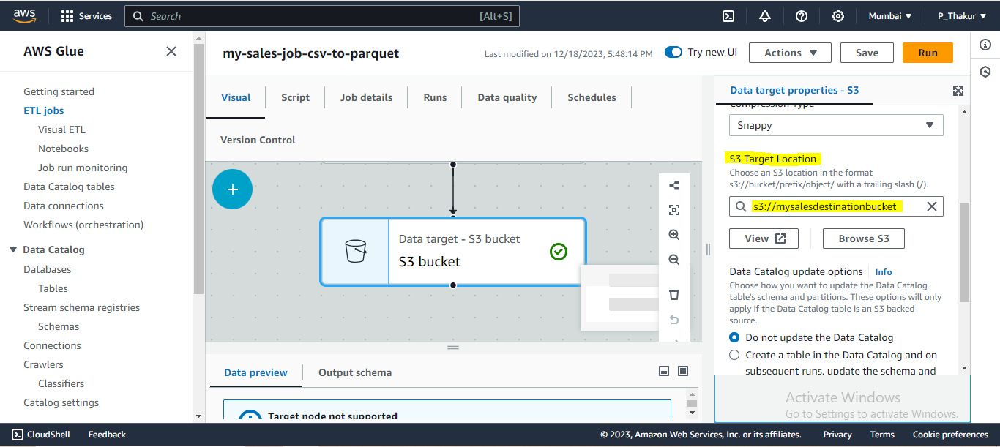 aws
Services
Search
[Alt+S]
Mumbai
P_Thakur
AWS Glue
Getting started
ETL jobs
Visual ETL
Notebooks
Job run monitoring
Data Catalog tables
Data connections
Workflows (orchestration)
Data Catalog
Databases
Tables
Stream schema registries
Schemas
Connections
Crawlers
Classifiers
Catalog settings
my-sales-job-csv-to-parquet
Last modified on 12/18/2023, 5:48:14 PM
Try new UI
Actions
Save
Run
Visual
Script
Job details
Runs
Data quality
Schedules
Version Control
Data target - S3 bucket
S3 bucket
Data preview
Output schema
Target node not supported
Data target properties - S3
Compression Type
Snappy
S3 Target Location
Choose an S3 location in the format
s3://bucket/prefix/object/ with a trailing slash (/).
s3://mysalesdestinationbucket
View
Browse S3
Data Catalog update options
Info
Choose how you want to update the Data Catalog
table's schema and partitions. These options will only
apply if the Data Catalog table is an S3 backed
source.
Do not update the Data Catalog
Create a table in the Data Catalog and on
subsequent runs, update the schema and
Activate Windows
Go to Settings to activate Windows.
CloudShell
Feedback
© 2023, Amazon Web Services, Inc. or its affiliates.
Privacy
Terms
Cookie preferences